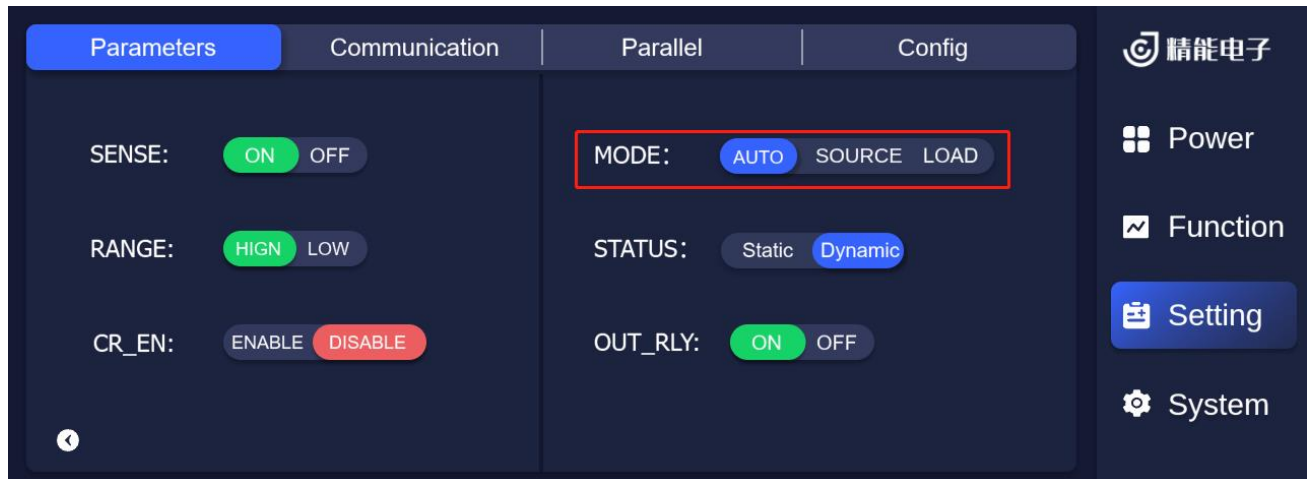 Parameters Communication Parallel Config
精能电子
SENSE: ON OFF
MODE: AUTO SOURCE LOAD
Power
RANGE: HIGN LOW
STATUS: Static Dynamic
Function
CR_EN: ENABLE DISABLE
OUT_RLY: ON OFF
Setting
System